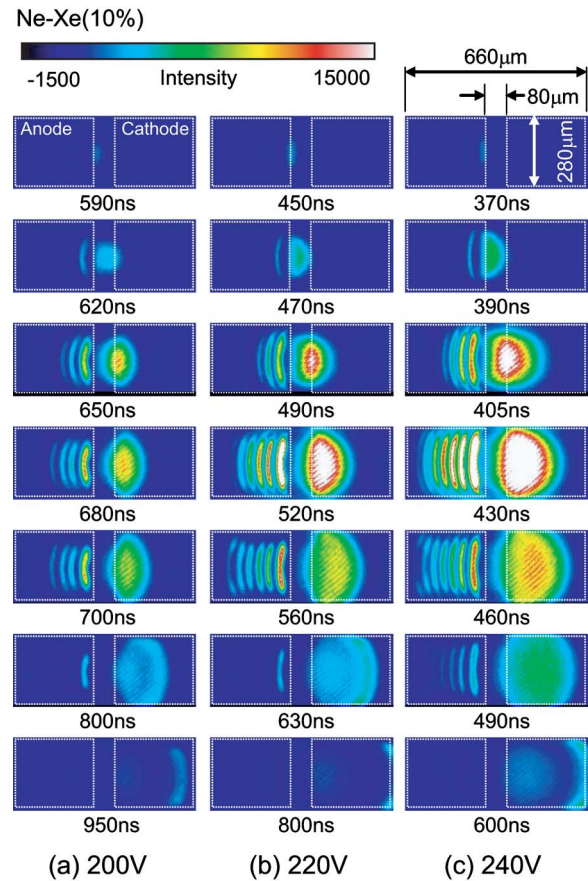 Ne-Xe(10%)
-1500 Intensity 15000
660μm
80μm
280μm
Anode Cathode
590ns 450ns 370ns
620ns 470ns 390ns
650ns 490ns 405ns
680ns 520ns 430ns
700ns 560ns 460ns
800ns 630ns 490ns
950ns 800ns 600ns
(a) 200V (b) 220V (c) 240V